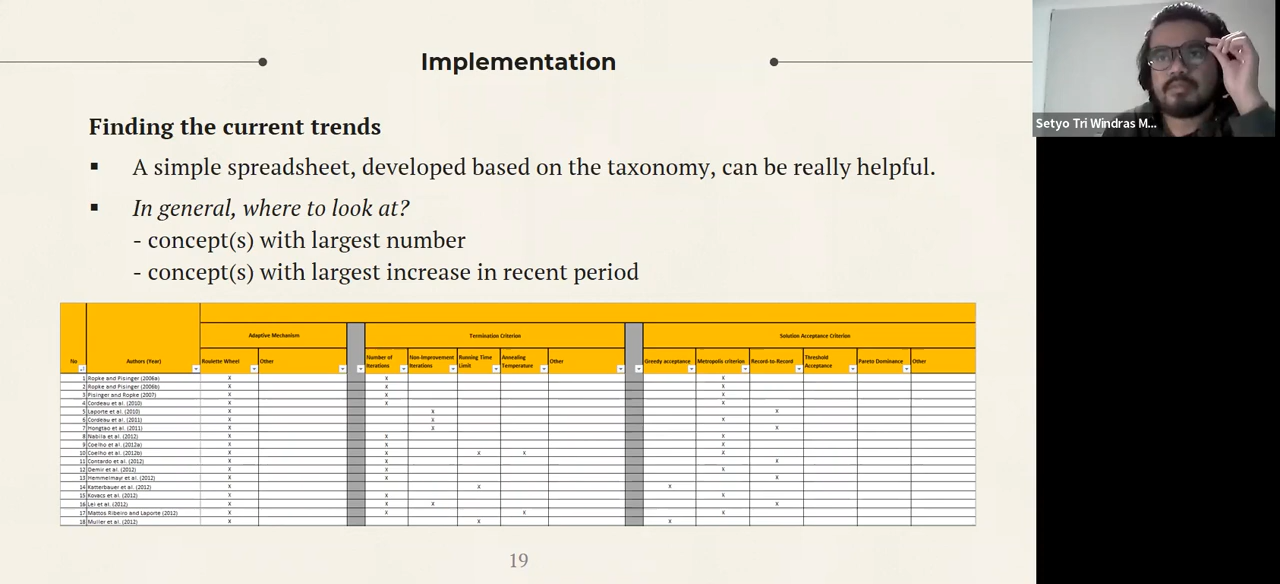 Implementation
Setyo Tri Windras M...
Finding the current trends
▪ A simple spreadsheet, developed based on the taxonomy, can be really helpful.
▪ In general, where to look at?
- concept(s) with largest number
- concept(s) with largest increase in recent period
Adaptive Mechanism Termination Criterion Solution Acceptance Criterion
No Authors (Year) Roulette Wheel Other Number of Iterations Non-Improvement Iterations Running Time Limit Annealing Temperature Other Greedy acceptance Metropolis criterion Record-to-Record Threshold Acceptance Pareto Dominance Other
1 Ropke and Pisinger (2006a) X X X
2 Ropke and Pisinger (2006b) X X X
3 Pisinger and Ropke (2007) X X X
4 Cordeau et al. (2010) X X X
5 Laporte et al. (2010) X X X
6 Cordeau et al. (2011) X X X
7 Hongtao et al. (2011) X X X
8 Nabila et al. (2012) X X X
9 Coelho et al. (2012a) X X X
10 Coelho et al. (2012b) X X X X X
11 Contardo et al. (2012) X X X
12 Demir et al. (2012) X X X
13 Hemmelmayr et al. (2012) X X X
14 Katterbauer et al. (2012) X X X
15 Kovacs et al. (2012) X X X
16 Lei et al. (2012) X X X X
17 Mattos Ribeiro and Laporte (2012) X X X X
18 Muller et al. (2012) X X X
19